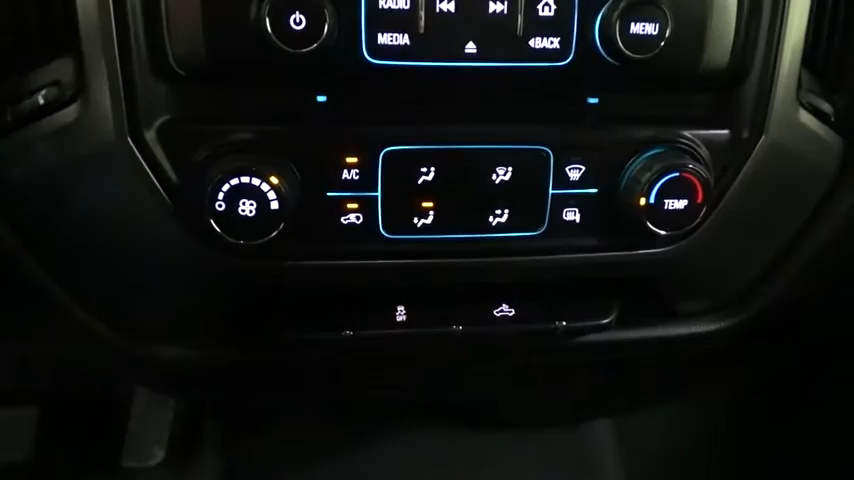 RADIO
MEDIA
BACK
MENU
A/C
TEMP
OFF